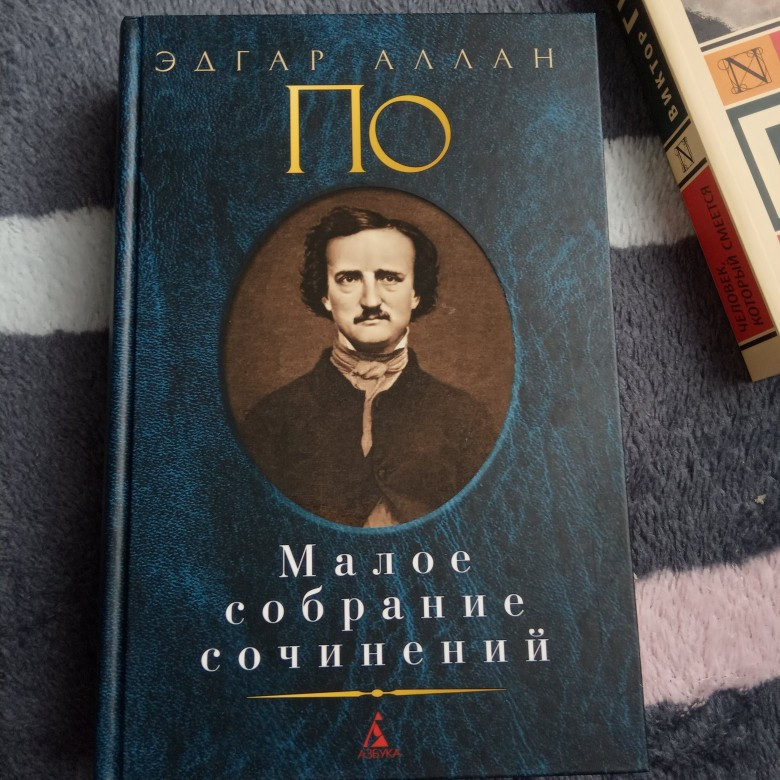 ЭДГАР АЛЛАН
ПО
Малое
собрание
сочинений
АЗБУКА
ВИКТОР
N
N
ЧЕЛОВЕК,
КОТОРЫЙ СМЕЕТСЯ